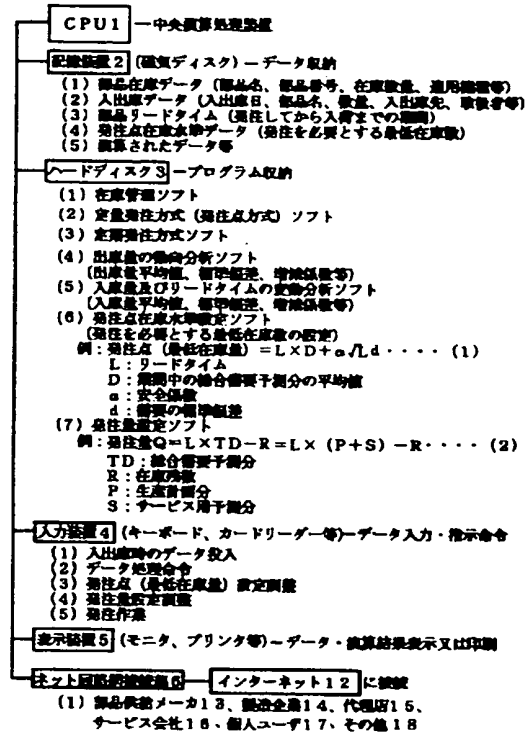 CPU1 ー中央演算処理装置
記憶装置2 (磁気ディスク) ーデータ収納
(1) 部品在庫データ (部品名、部品番号、在庫数量、適用機種等)
(2) 入出庫データ (入出庫日、部品名、数量、入出庫先、取扱者等)
(3) 部品リードタイム (発注してから入荷までの期間)
(4) 発注点在庫水準データ (発注を必要とする最低在庫数)
(5) 演算されたデータ等
ハードディスク3 ープログラム収納
(1) 在庫管理ソフト
(2) 定量発注方式 (発注点方式) ソフト
(3) 定期発注方式ソフト
(4) 出庫量の傾向分析ソフト
(出庫量平均値、標準偏差、増減係数等)
(5) 入庫量及びリードタイムの変動分析ソフト
(入庫量平均値、標準偏差、増減係数等)
(6) 発注点在庫水準設定ソフト
(発注を必要とする最低在庫数の設定)
例:発注点 (最低在庫量) =L×D+α√Ld・・・・ (1)
L:リードタイム
D:期間中の総合需要予測分の平均値
α:安全係数
d:需要の標準偏差
(7) 発注量設定ソフト
例:発注量Q=L×TD-R=L× (P+S) -R・・・・ (2)
TD:総合需要予測分
R:在庫残数
P:生産計画分
S:サービス用予測分
入力装置4 (キーボード、カードリーダー等)ーデータ入力・指示命令
(1) 入出庫時のデータ投入
(2) データ処理命令
(3) 発注点 (最低在庫量) 設定調整
(4) 発注量設定調整
(5) 発注作業
表示装置5 (モニタ、プリンタ等) ーデータ・演算結果表示又は印刷
ネット回路網接続器6 インターネット12 に接続
(1) 部品供給メーカ13、製造企業14、代理店15、
サービス会社16、個人ユーザ17、その他18